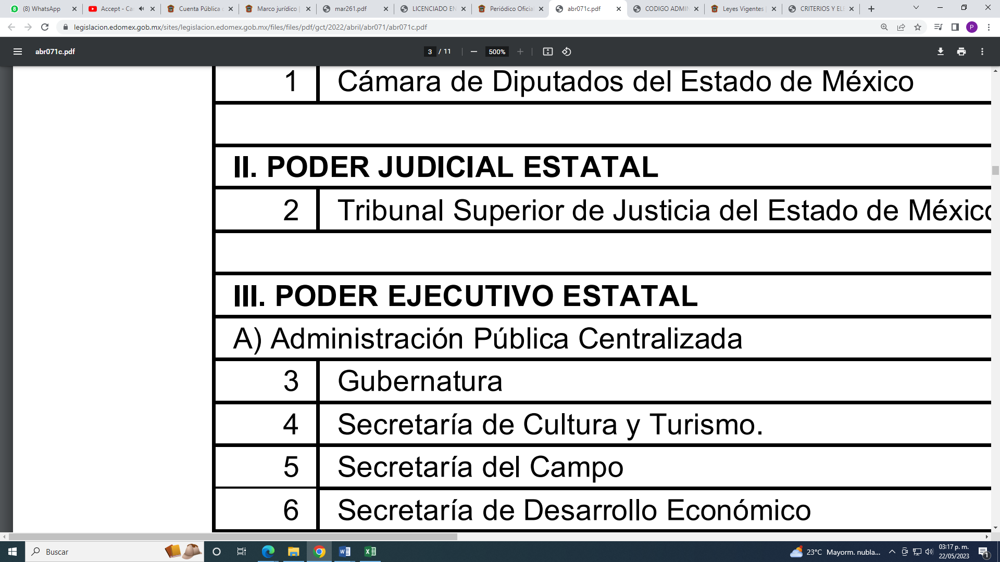 (8) WhatsApp
Accept - Ca
Cuenta Pública
Marco jurídico |
mar261.pdf
LICENCIADO EN
Periódico Oficia
abr071c.pdf
CODIGO ADMIN
Leyes Vigentes |
CRITERIOS Y ELE
legislacion.edomex.gob.mx/sites/legislacion.edomex.gob.mx/files/files/pdf/gct/2022/abril/abr071/abr071c.pdf
P
abr071c.pdf
3 / 11
500%
1 Cámara de Diputados del Estado de México
II. PODER JUDICIAL ESTATAL
2 Tribunal Superior de Justicia del Estado de México
III. PODER EJECUTIVO ESTATAL
A) Administración Pública Centralizada
3 Gubernatura
4 Secretaría de Cultura y Turismo.
5 Secretaría del Campo
6 Secretaría de Desarrollo Económico
Buscar
23°C Mayorm. nubla...
03:17 p. m.
22/05/2023
1